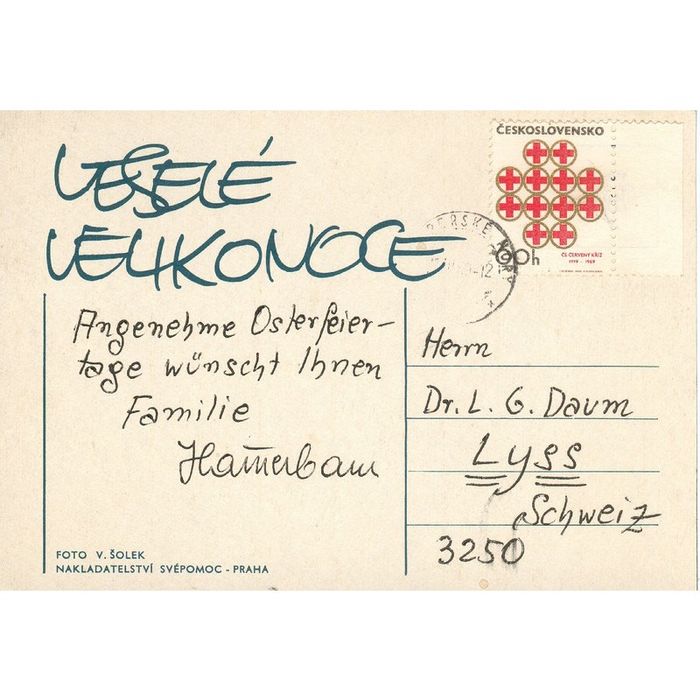 VESELÉ
VELIKONOCE
ČESKOSLOVENSKO
60h
ČS. ČERVENÝ KŘÍŽ
1919 - 1969
Angenehme Osterfeier-
tage wünscht Ihnen
Familie
Herrn
Dr. L. G. Daum
Lyss
Schweiz
3250
FOTO V. ŠOLEK
NAKLADATELSTVÍ SVÉPOMOC - PRAHA